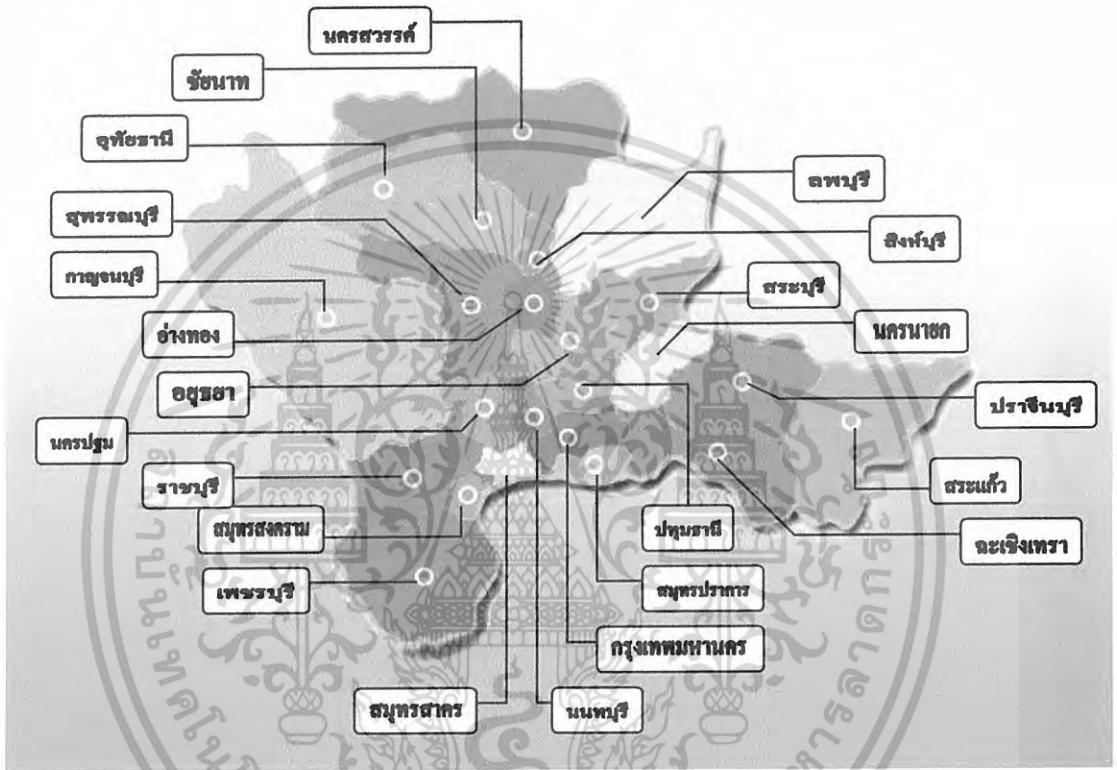 นครสวรรค์
ชัยนาท
อุทัยธานี
ลพบุรี
สุพรรณบุรี
สิงห์บุรี
กาญจนบุรี
สระบุรี
อ่างทอง
นครนายก
อยุธยา
ปราจีนบุรี
นครปฐม
ราชบุรี
สระแก้ว
สมุทรสงคราม
ปทุมธานี
ฉะเชิงเทรา
เพชรบุรี
สมุทรปราการ
กรุงเทพมหานคร
สมุทรสาคร
นนทบุรี